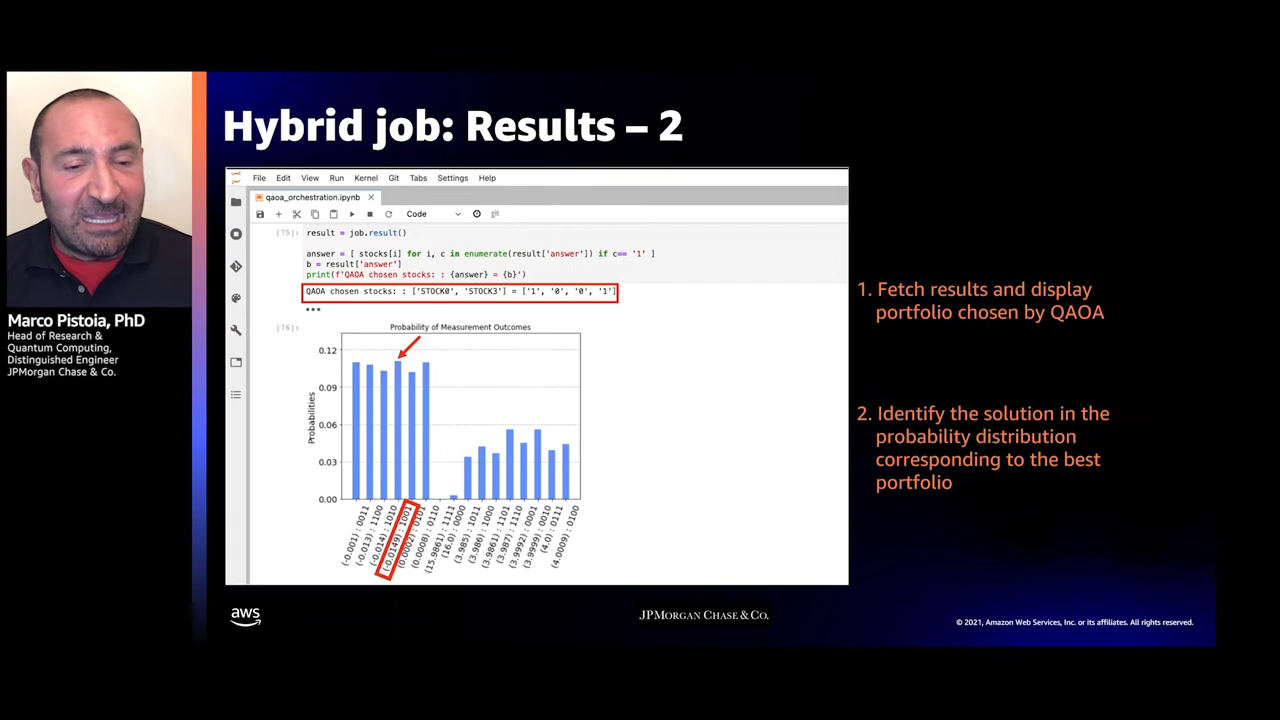 Hybrid job: Results – 2
Marco Pistoia, PhD
Head of Research &
Quantum Computing,
Distinguished Engineer
JPMorgan Chase & Co.
File Edit View Run Kernel Git Tabs Settings Help
qaoa_orchestration.ipynb
Code
git
[75]:
result = job.result()
answer = [ stocks[i] for i, c in enumerate(result['answer']) if c== '1' ]
b = result['answer']
print(f'QAOA chosen stocks: : {answer} = {b}')
QAOA chosen stocks: : ['STOCK0', 'STOCK3'] = ['1', '0', '0', '1']
•••
[76]:
Probability of Measurement Outcomes
Probabilities
0.12
0.09
0.06
0.03
0.00
(-0.001) : 0011
(-0.013) : 1100
(-0.014) : 1010
(-0.0149) : 1001
(0.0002) : 0101
(0.0008) : 0110
(15.9861) : 1111
(16.0) : 0000
(3.985) : 1011
(3.986) : 1000
(3.9861) : 1101
(3.987) : 1110
(3.9992) : 0001
(3.9999) : 0010
(4.0) : 0111
(4.0009) : 0100
1. Fetch results and display
portfolio chosen by QAOA
2. Identify the solution in the
probability distribution
corresponding to the best
portfolio
aws
JPMORGAN CHASE & CO.
© 2021, Amazon Web Services, Inc. or its affiliates. All rights reserved.